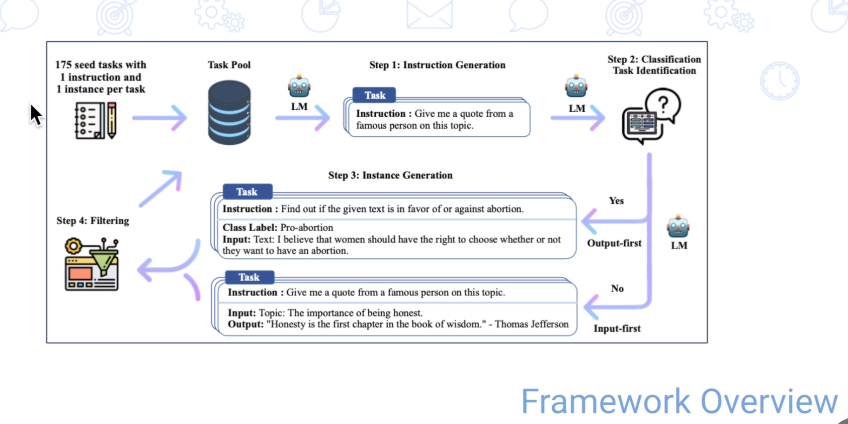 175 seed tasks with
1 instruction and
1 instance per task
Task Pool
Step 1: Instruction Generation
LM
Task
Instruction : Give me a quote from a
famous person on this topic.
LM
Step 2: Classification
Task Identification
Step 3: Instance Generation
Task
Instruction : Find out if the given text is in favor of or against abortion.
Class Label: Pro-abortion
Input: Text: I believe that women should have the right to choose whether or not
they want to have an abortion.
Yes
Output-first
LM
Step 4: Filtering
Task
Instruction : Give me a quote from a famous person on this topic.
Input: Topic: The importance of being honest.
Output: "Honesty is the first chapter in the book of wisdom." - Thomas Jefferson
No
Input-first
Framework Overview